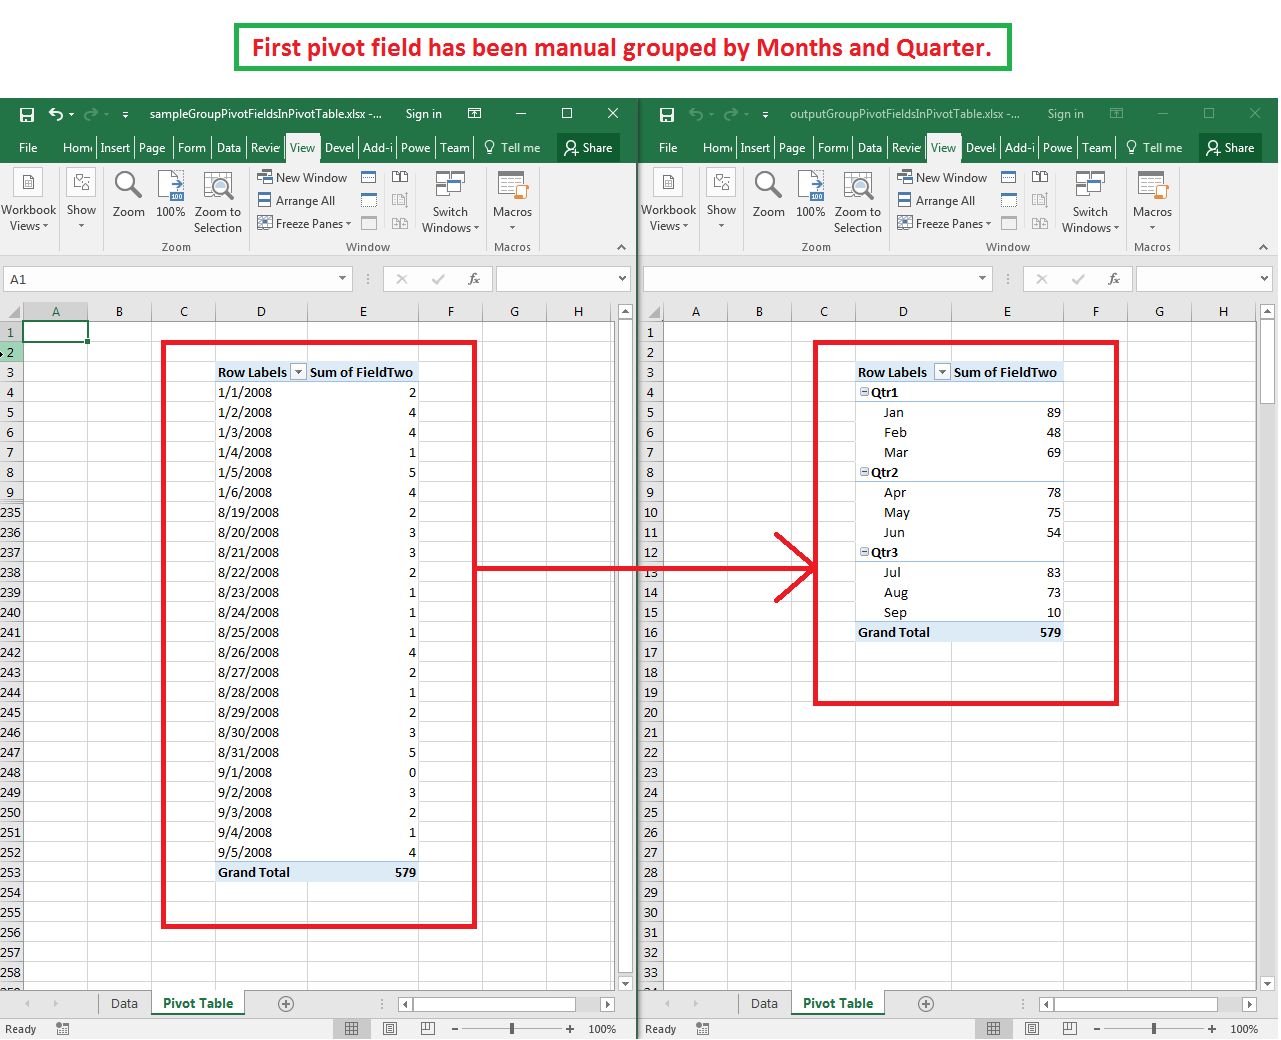 First pivot field has been manual grouped by Months and Quarter.
sampleGroupPivotFieldsInPivotTable.xlsx -... Sign in
File Hom Insert Page Form Data Revie View Devel Add-i Powe Team Tell me Share
New Window
Arrange All
Freeze Panes
Workbook Views Show Zoom 100% Zoom to Selection Switch Windows Macros
Zoom Window Macros
A1 fx
A B C D E F G H
1
2
3 Row Labels Sum of FieldTwo
4 1/1/2008 2
5 1/2/2008 4
6 1/3/2008 4
7 1/4/2008 1
8 1/5/2008 5
9 1/6/2008 4
235 8/19/2008 2
236 8/20/2008 3
237 8/21/2008 3
238 8/22/2008 2
239 8/23/2008 1
240 8/24/2008 1
241 8/25/2008 1
242 8/26/2008 4
243 8/27/2008 2
244 8/28/2008 1
245 8/29/2008 2
246 8/30/2008 3
247 8/31/2008 5
248 9/1/2008 0
249 9/2/2008 3
250 9/3/2008 2
251 9/4/2008 1
252 9/5/2008 4
253 Grand Total 579
254
255
256
257
258
Data Pivot Table
Ready 100%
outputGroupPivotFieldsInPivotTable.xlsx -... Sign in
File Hom Insert Page Form Data Revie View Devel Add-i Powe Team Tell me Share
New Window
Arrange All
Freeze Panes
Workbook Views Show Zoom 100% Zoom to Selection Switch Windows Macros
Zoom Window Macros
fx
A B C D E F G H
1
2
3 Row Labels Sum of FieldTwo
4 Qtr1
5 Jan 89
6 Feb 48
7 Mar 69
8 Qtr2
9 Apr 78
10 May 75
11 Jun 54
12 Qtr3
13 Jul 83
14 Aug 73
15 Sep 10
16 Grand Total 579
17
18
19
20
21
22
23
24
25
26
27
28
29
30
31
32
33
Data Pivot Table
Ready 100%